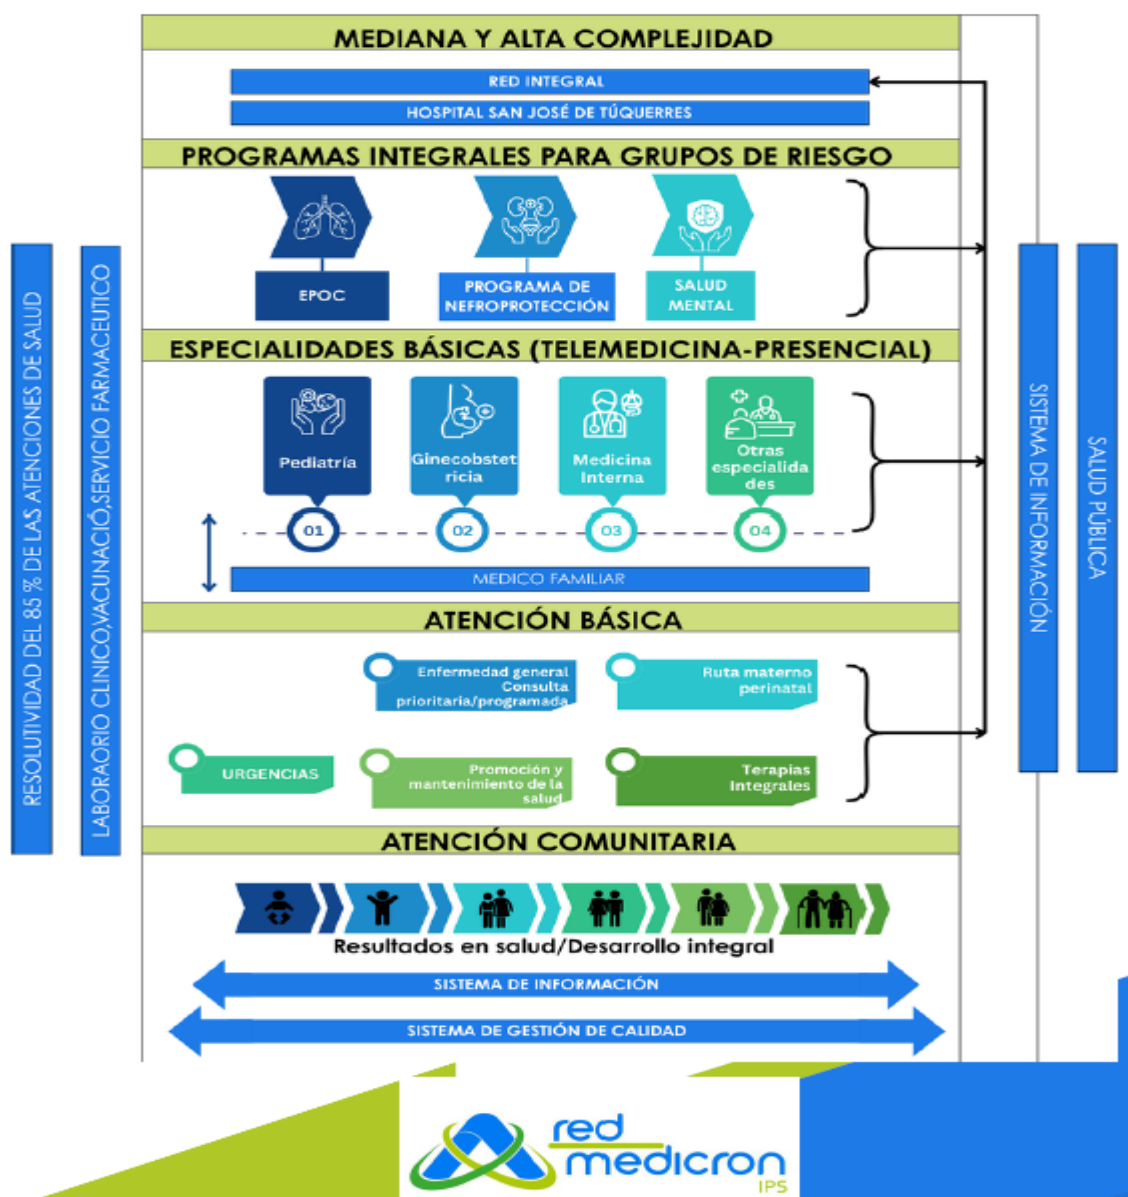 MEDIANA Y ALTA COMPLEJIDAD
RED INTEGRAL
HOSPITAL SAN JOSÉ DE TÚQUERRES
PROGRAMAS INTEGRALES PARA GRUPOS DE RIESGO
EPOC
PROGRAMA DE
NEFROPROTECCIÓN
SALUD
MENTAL
ESPECIALIDADES BÁSICAS (TELEMEDICINA-PRESENCIAL)
Pediatría
Ginecobstet
ricia
Medicina
Interna
Otras
especialida
des
01
02
03
04
MEDICO FAMILIAR
ATENCIÓN BÁSICA
Enfermedad general
Consulta
prioritaria/programada
Ruta materno
perinatal
URGENCIAS
Promoción y
mantenimiento de la
salud
Terapias
Integrales
ATENCIÓN COMUNITARIA
Resultados en salud/Desarrollo integral
SISTEMA DE INFORMACIÓN
SISTEMA DE GESTIÓN DE CALIDAD
RESOLUTIVIDAD DEL 85 % DE LAS ATENCIONES DE SALUD
LABORAORIO CLINICO,VACUNACIÓ,SERVICIO FARMACEUTICO
SISTEMA DE INFORMACIÓN
SALUD PÚBLICA
red
medicron
IPS